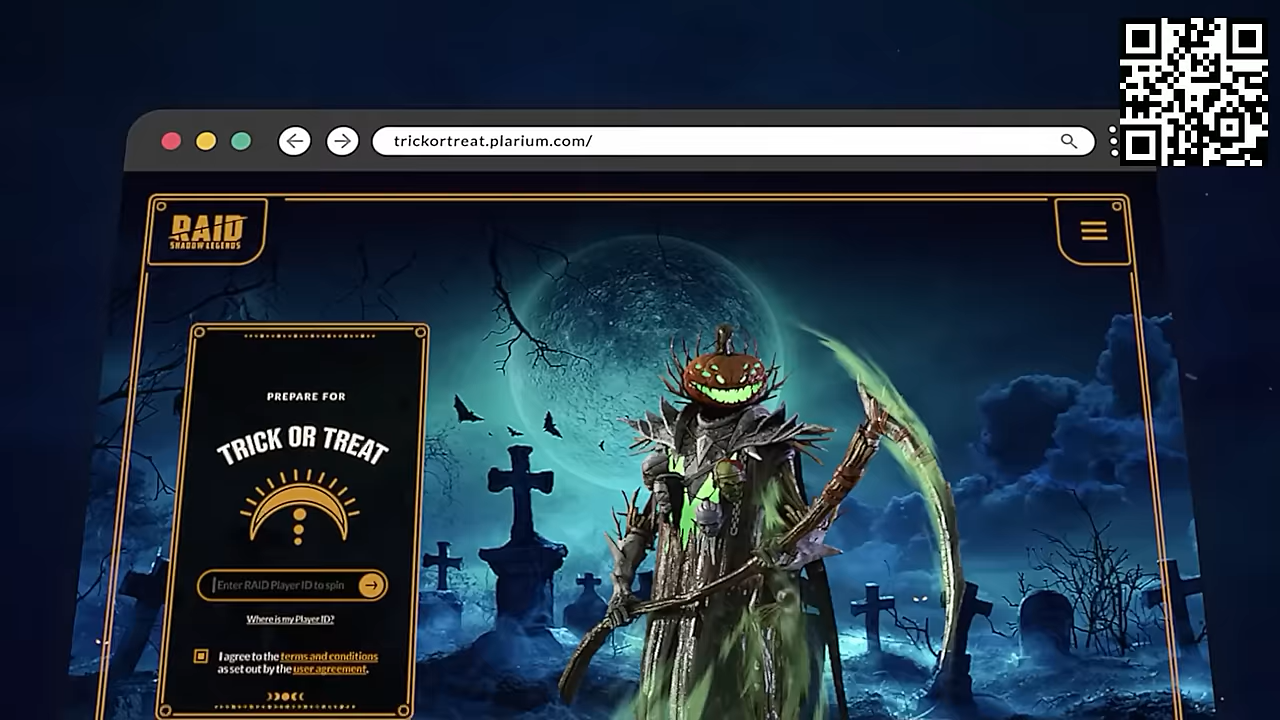 trickortreat.plarium.com/
RAID
SHADOW LEGENDS
PREPARE FOR
TRICK OR TREAT
Enter RAID Player ID to spin
Where is my Player ID?
I agree to the terms and conditions
as set out by the user agreement.